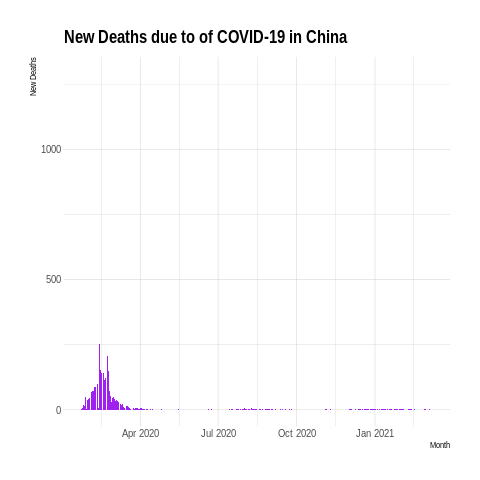 New Deaths due to of COVID-19 in China
New Deaths
1000
500
0
Apr 2020
Jul 2020
Oct 2020
Jan 2021
Month